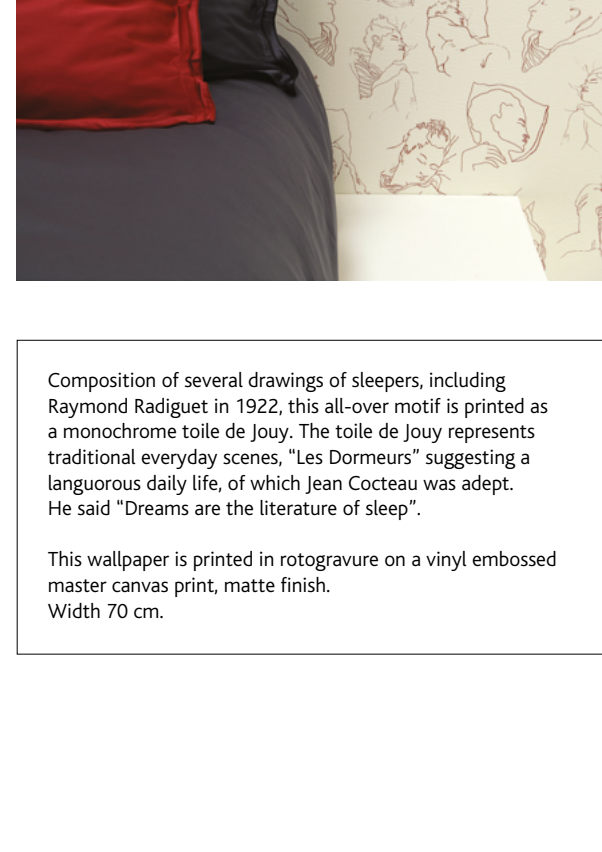 Composition of several drawings of sleepers, including
Raymond Radiguet in 1922, this all-over motif is printed as
a monochrome toile de Jouy. The toile de Jouy represents
traditional everyday scenes, “Les Dormeurs” suggesting a
languorous daily life, of which Jean Cocteau was adept.
He said “Dreams are the literature of sleep”.
This wallpaper is printed in rotogravure on a vinyl embossed
master canvas print, matte finish.
Width 70 cm.